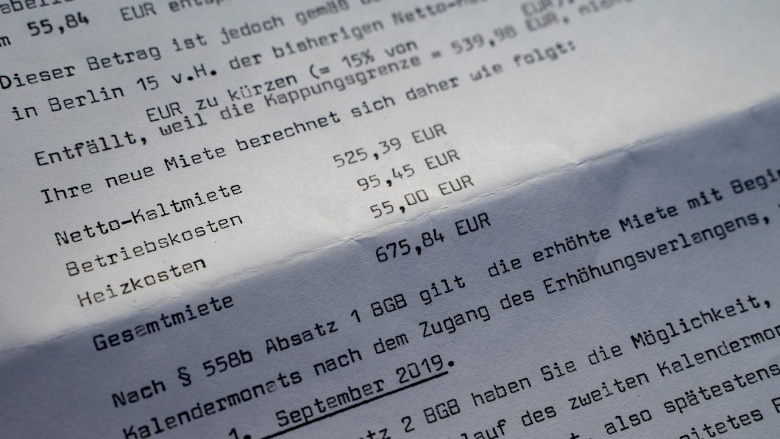 m 55,84 EUR
Dieser Betrag ist jedoch gemäß
in Berlin 15 v.H. der bisherigen
EUR zu kürzen (= 15% von EUR),
Entfällt, weil die Kappungsgrenze = 539,98 EUR,
Ihre neue Miete berechnet sich daher wie folgt:
Netto-Kaltmiete 525,39 EUR
Betriebskosten 95,45 EUR
Heizkosten 55,00 EUR
Gesamtmiete 675,84 EUR
Nach § 558b Absatz 1 BGB gilt die erhöhte Miete mit
Kalendermonats nach dem Zugang des Erhöhungsverlangens,
1. September 2019.
tz 2 BGB haben Sie die Möglichkeit,
lauf des zweiten
also spätestens